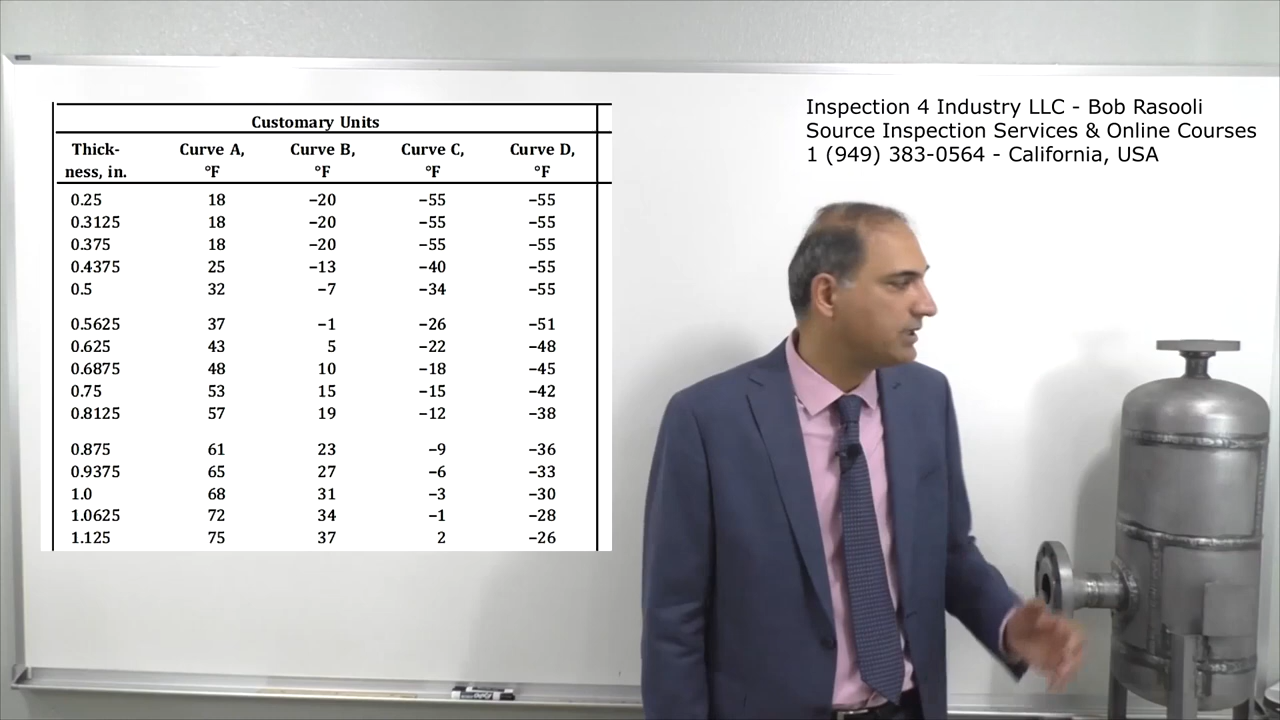 Customary Units
Thick- Curve A, Curve B, Curve C, Curve D,
ness, in. °F °F °F °F
0.25 18 −20 −55 −55
0.3125 18 −20 −55 −55
0.375 18 −20 −55 −55
0.4375 25 −13 −40 −55
0.5 32 −7 −34 −55
0.5625 37 −1 −26 −51
0.625 43 5 −22 −48
0.6875 48 10 −18 −45
0.75 53 15 −15 −42
0.8125 57 19 −12 −38
0.875 61 23 −9 −36
0.9375 65 27 −6 −33
1.0 68 31 −3 −30
1.0625 72 34 −1 −28
1.125 75 37 2 −26
Inspection 4 Industry LLC - Bob Rasooli
Source Inspection Services & Online Courses
1 (949) 383-0564 - California, USA